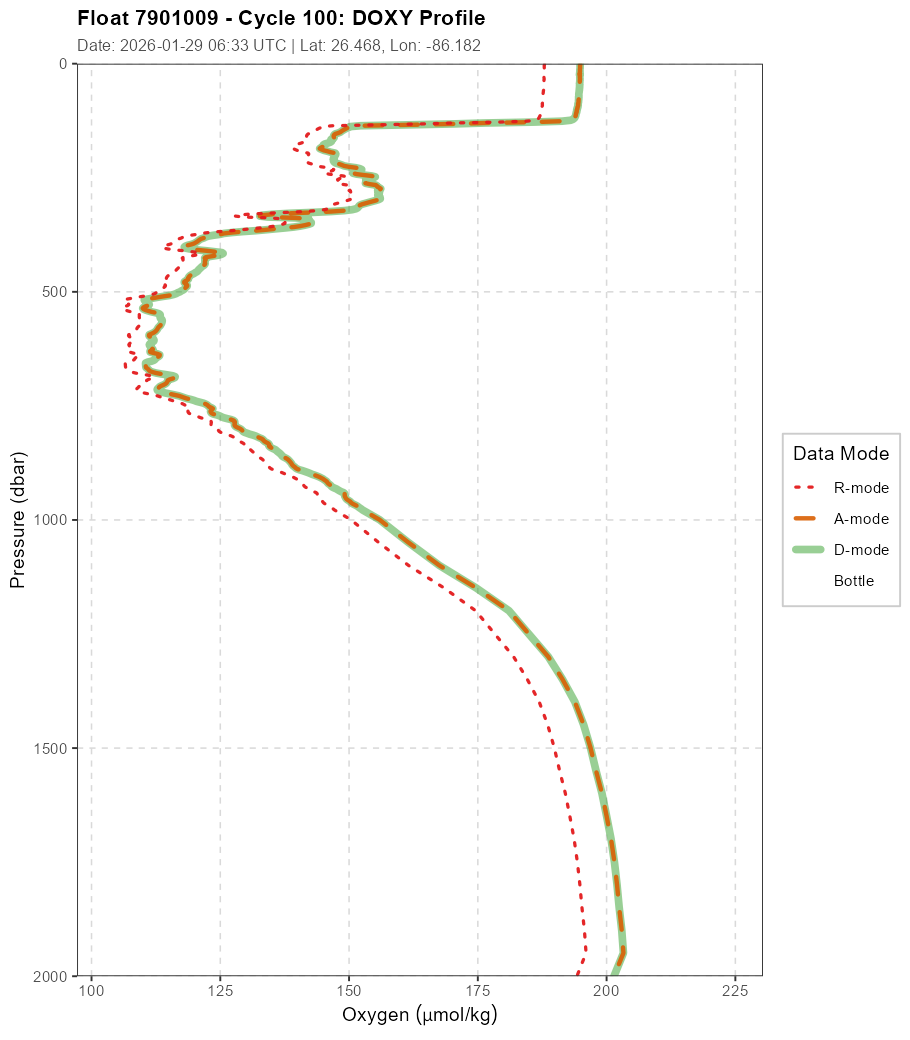 Float 7901009 - Cycle 100: DOXY Profile
Date: 2026-01-29 06:33 UTC | Lat: 26.468, Lon: -86.182
0
500
1000
1500
2000
Pressure (dbar)
100
125
150
175
200
225
Oxygen (μmol/kg)
Data Mode
R-mode
A-mode
D-mode
Bottle